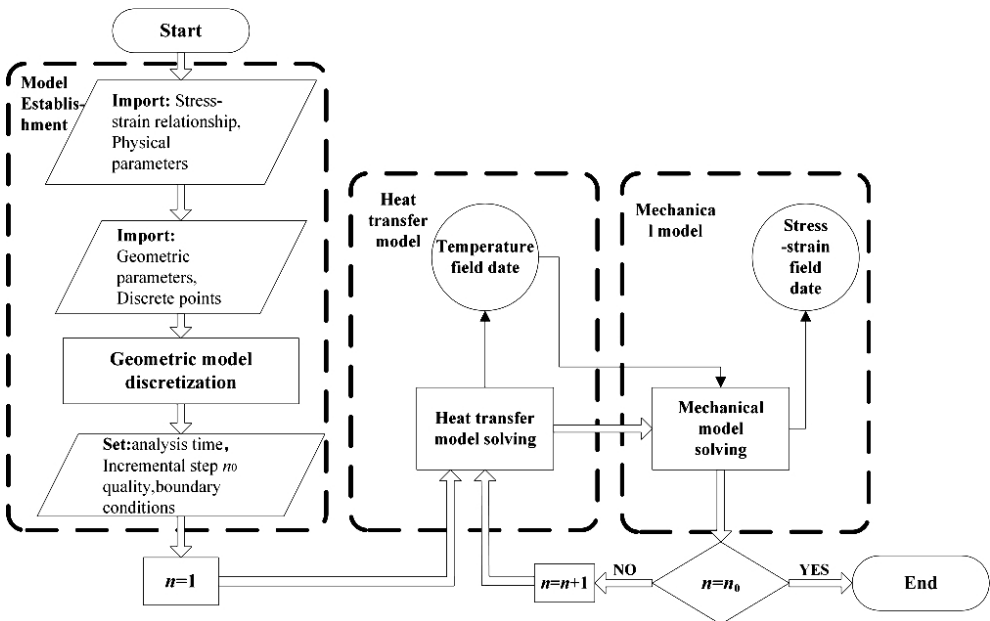 Start
Model
Establis-
hment
Import: Stress-
strain relationship,
Physical
parameters
Import:
Geometric
parameters,
Discrete points
Geometric model
discretization
Set:analysis time,
Incremental step n0
quality,boundary
conditions
n=1
Heat
transfer
model
Temperature
field date
Heat transfer
model solving
Mechanica
l model
Stress
-strain
field
date
Mechanical
model
solving
n=n+1
NO
n=n0
YES
End